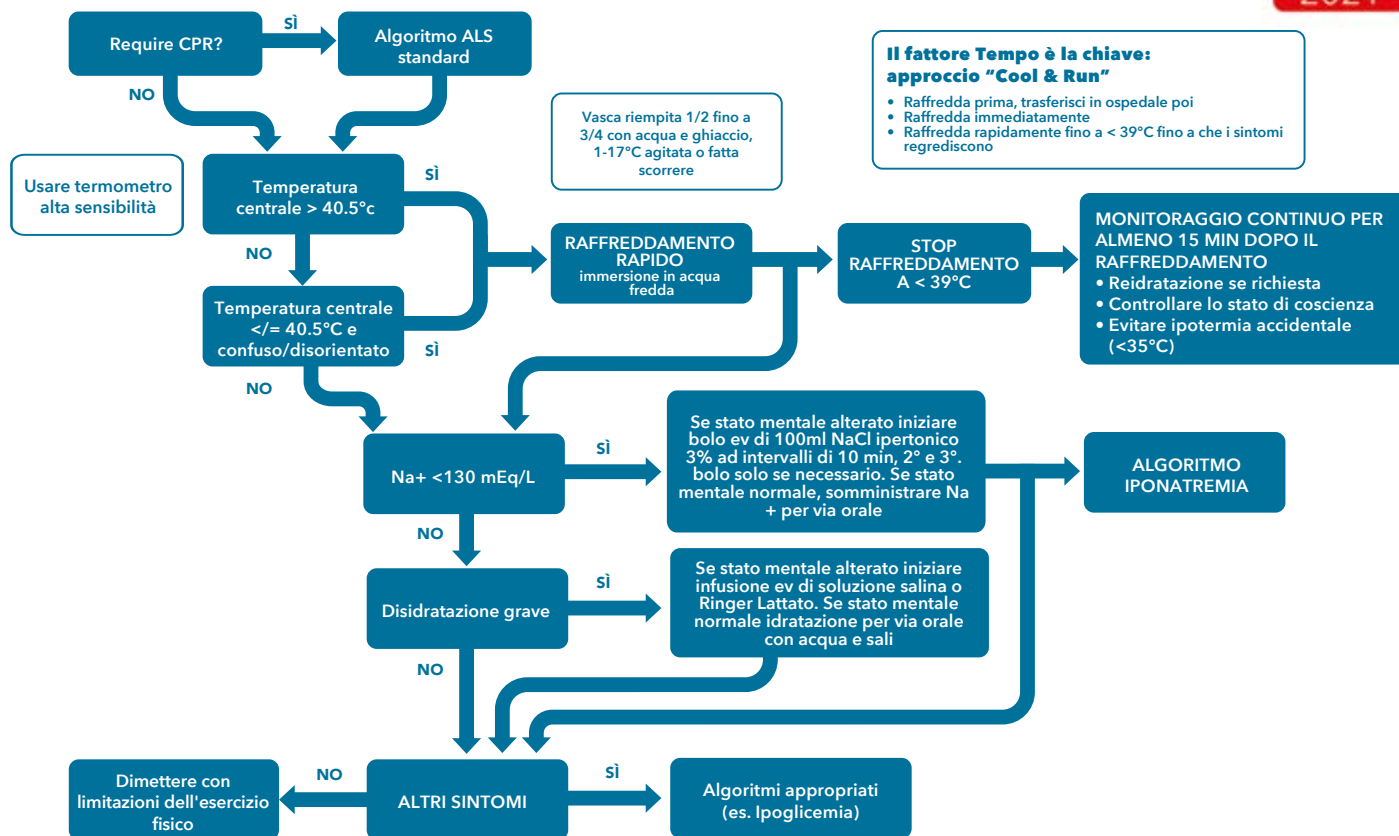 Require CPR?
SÌ
Algoritmo ALS
standard
NO
Il fattore Tempo è la chiave:
approccio “Cool & Run”
• Raffredda prima, trasferisci in ospedale poi
• Raffredda immediatamente
• Raffredda rapidamente fino a < 39°C fino a che i sintomi
regrediscono
Vasca riempita 1/2 fino a
3/4 con acqua e ghiaccio,
1-17°C agitata o fatta
scorrere
Usare termometro
alta sensibilità
Temperatura
centrale > 40.5°c
SÌ
NO
RAFFREDDAMENTO
RAPIDO
immersione in acqua
fredda
STOP
RAFFREDDAMENTO
A < 39°C
MONITORAGGIO CONTINUO PER
ALMENO 15 MIN DOPO IL
RAFFREDDAMENTO
• Reidratazione se richiesta
• Controllare lo stato di coscienza
• Evitare ipotermia accidentale
(<35°C)
Temperatura centrale
</= 40.5°C e
confuso/disorientato
SÌ
NO
Na+ <130 mEq/L
SÌ
Se stato mentale alterato iniziare
bolo ev di 100ml NaCl ipertonico
3% ad intervalli di 10 min, 2° e 3°.
bolo solo se necessario. Se stato
mentale normale, somministrare Na
+ per via orale
ALGORITMO
IPONATREMIA
NO
Disidratazione grave
SÌ
Se stato mentale alterato iniziare
infusione ev di soluzione salina o
Ringer Lattato. Se stato mentale
normale idratazione per via orale
con acqua e sali
NO
Dimettere con
limitazioni dell'esercizio
fisico
NO
ALTRI SINTOMI
SÌ
Algoritmi appropriati
(es. Ipoglicemia)